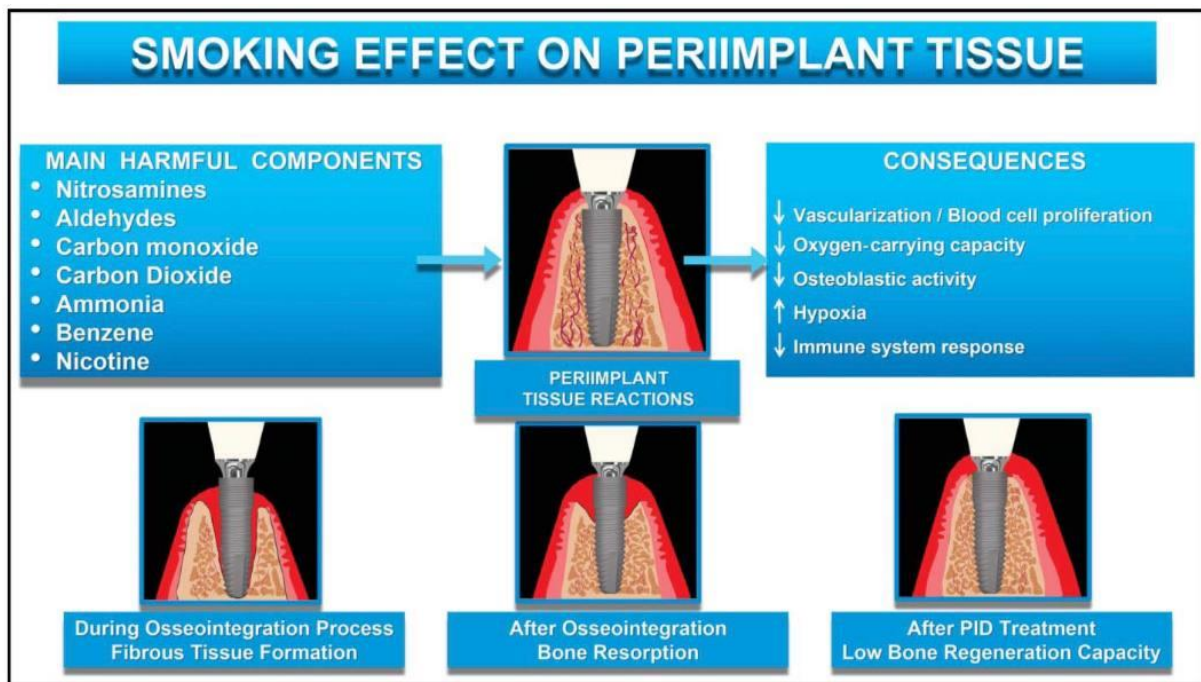 SMOKING EFFECT ON PERIIMPLANT TISSUE
MAIN HARMFUL COMPONENTS
• Nitrosamines
• Aldehydes
• Carbon monoxide
• Carbon Dioxide
• Ammonia
• Benzene
• Nicotine
PERIIMPLANT
TISSUE REACTIONS
CONSEQUENCES
↓ Vascularization / Blood cell proliferation
↓ Oxygen-carrying capacity
↓ Osteoblastic activity
↑ Hypoxia
↓ Immune system response
During Osseointegration Process
Fibrous Tissue Formation
After Osseointegration
Bone Resorption
After PID Treatment
Low Bone Regeneration Capacity